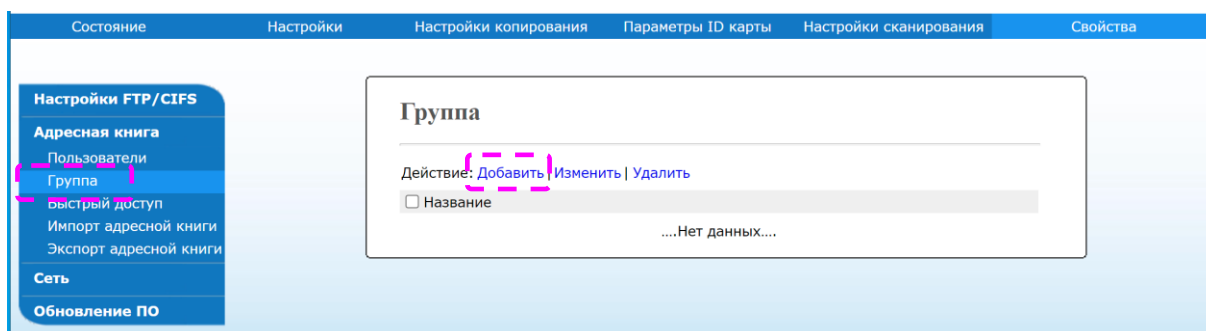 Состояние Настройки Настройки копирования Параметры ID карты Настройки сканирования Свойства
Настройки FTP/CIFS
Адресная книга
Пользователи
Группа
Быстрый доступ
Импорт адресной книги
Экспорт адресной книги
Сеть
Обновление ПО
Группа
Действие: Добавить | Изменить | Удалить
Название
....Нет данных....